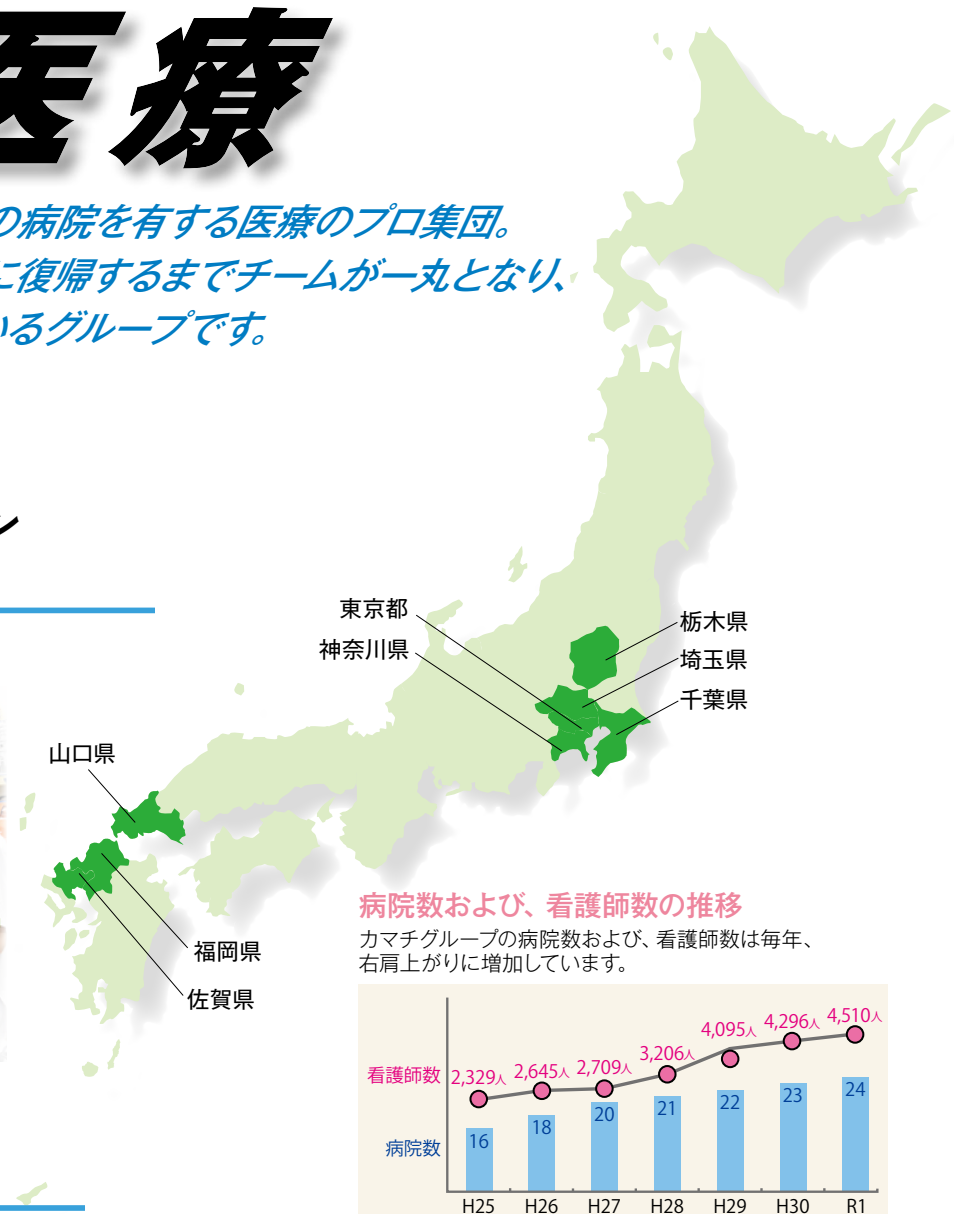 医療
の病院を有する医療のプロ集団。
に復帰するまでチームが一丸となり、
いるグループです。
ン
東京都
神奈川県
栃木県
埼玉県
千葉県
山口県
福岡県
佐賀県
病院数および、看護師数の推移
カマチグループの病院数および、看護師数は毎年、
右肩上がりに増加しています。
看護師数
2,329人 2,645人 2,709人 3,206人 4,095人 4,296人 4,510人
病院数
16 18 20 21 22 23 24
H25 H26 H27 H28 H29 H30 R1